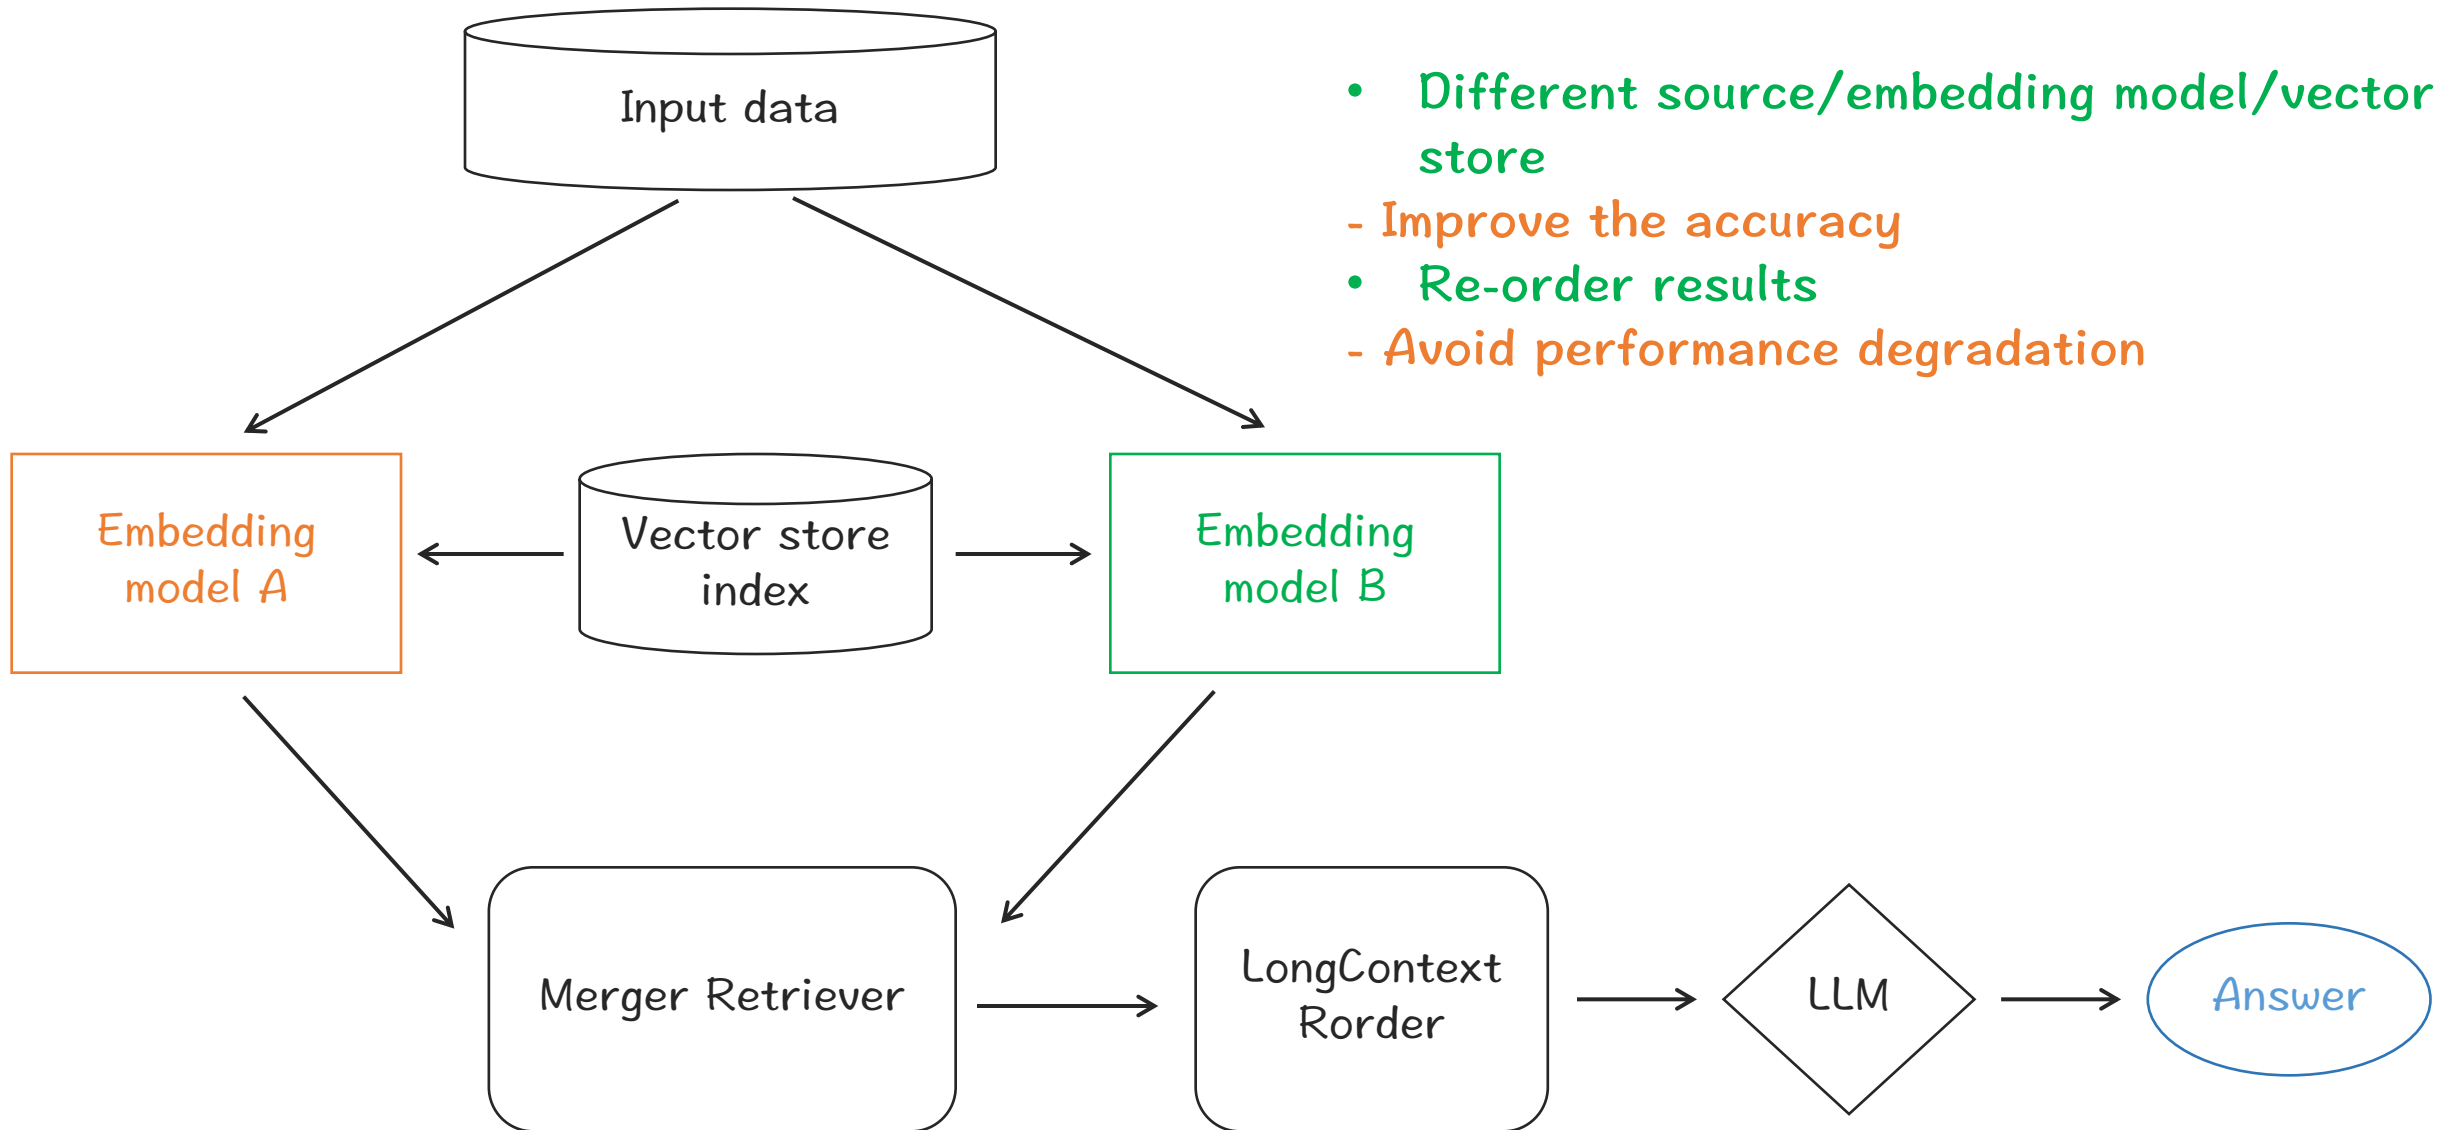 Input data
• Different source/embedding model/vector
store
- Improve the accuracy
• Re-order results
- Avoid performance degradation
Embedding
model A
Vector store
index
Embedding
model B
Merger Retriever
LongContext
Rorder
LLM
Answer